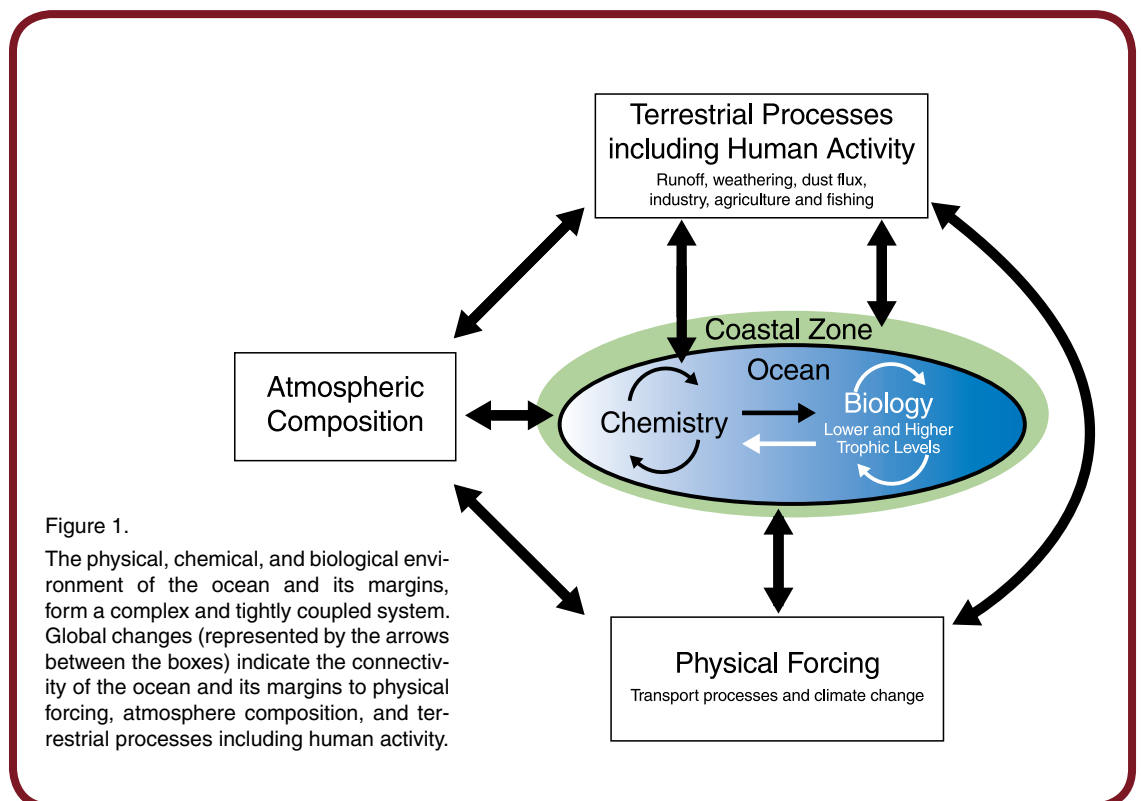 Terrestrial Processes
including Human Activity
Runoff, weathering, dust flux,
industry, agriculture and fishing
Coastal Zone
Ocean
Atmospheric
Composition
Chemistry
Biology
Lower and Higher
Trophic Levels
Physical Forcing
Transport processes and climate change
Figure 1.
The physical, chemical, and biological envi-
ronment of the ocean and its margins,
form a complex and tightly coupled system.
Global changes (represented by the arrows
between the boxes) indicate the connectiv-
ity of the ocean and its margins to physical
forcing, atmosphere composition, and ter-
restrial processes including human activity.